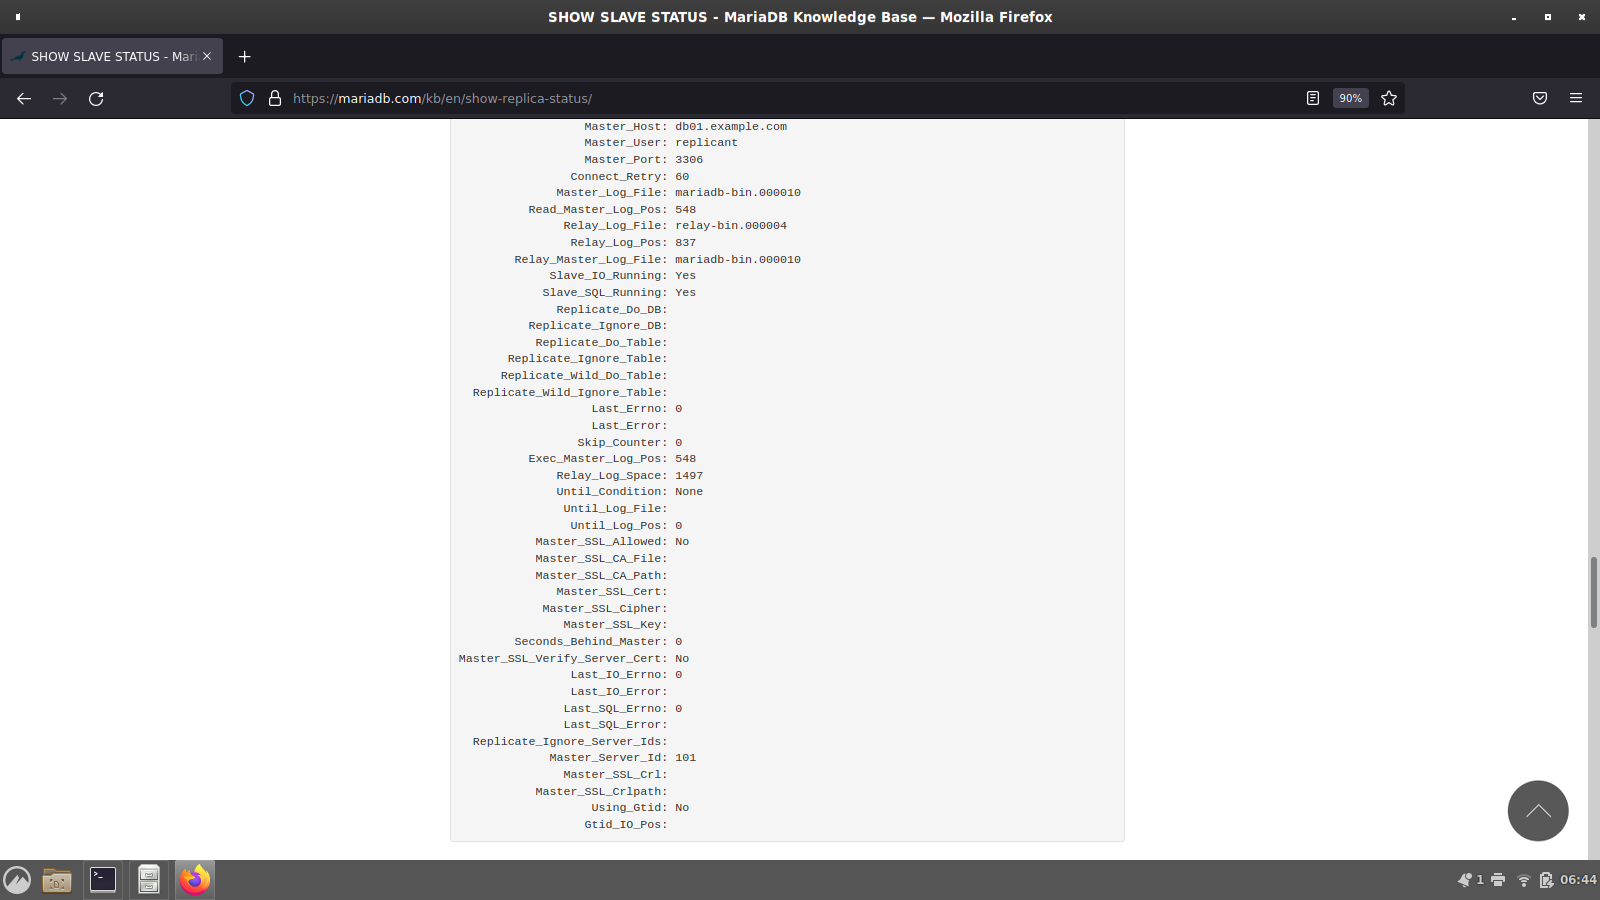 SHOW SLAVE STATUS - MariaDB Knowledge Base — Mozilla Firefox
SHOW SLAVE STATUS - Mari
https://mariadb.com/kb/en/show-replica-status/
90%
Master_Host: db01.example.com
Master_User: replicant
Master_Port: 3306
Connect_Retry: 60
Master_Log_File: mariadb-bin.000010
Read_Master_Log_Pos: 548
Relay_Log_File: relay-bin.000004
Relay_Log_Pos: 837
Relay_Master_Log_File: mariadb-bin.000010
Slave_IO_Running: Yes
Slave_SQL_Running: Yes
Replicate_Do_DB:
Replicate_Ignore_DB:
Replicate_Do_Table:
Replicate_Ignore_Table:
Replicate_Wild_Do_Table:
Replicate_Wild_Ignore_Table:
Last_Errno: 0
Last_Error:
Skip_Counter: 0
Exec_Master_Log_Pos: 548
Relay_Log_Space: 1497
Until_Condition: None
Until_Log_File:
Until_Log_Pos: 0
Master_SSL_Allowed: No
Master_SSL_CA_File:
Master_SSL_CA_Path:
Master_SSL_Cert:
Master_SSL_Cipher:
Master_SSL_Key:
Seconds_Behind_Master: 0
Master_SSL_Verify_Server_Cert: No
Last_IO_Errno: 0
Last_IO_Error:
Last_SQL_Errno: 0
Last_SQL_Error:
Replicate_Ignore_Server_Ids:
Master_Server_Id: 101
Master_SSL_Crl:
Master_SSL_Crlpath:
Using_Gtid: No
Gtid_IO_Pos:
1
06:44